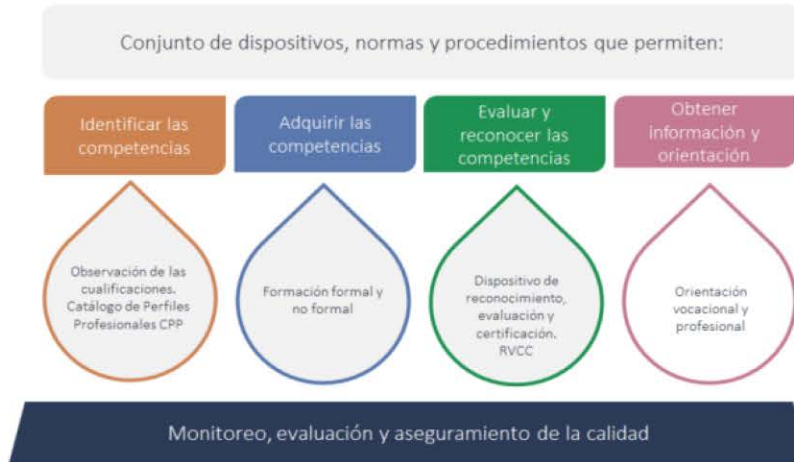 Conjunto de dispositivos, normas y procedimientos que permiten:
Identificar las
competencias
Adquirir las
competencias
Evaluar y
reconocer las
competencias
Obtener
información y
orientación
Observación de las
cualificaciones.
Catálogo de Perfiles
Profesionales CPP
Formación formal y
no formal
Dispositivo de
reconocimiento,
evaluación y
certificación.
RVCC
Orientación
vocacional y
profesional
Monitoreo, evaluación y aseguramiento de la calidad